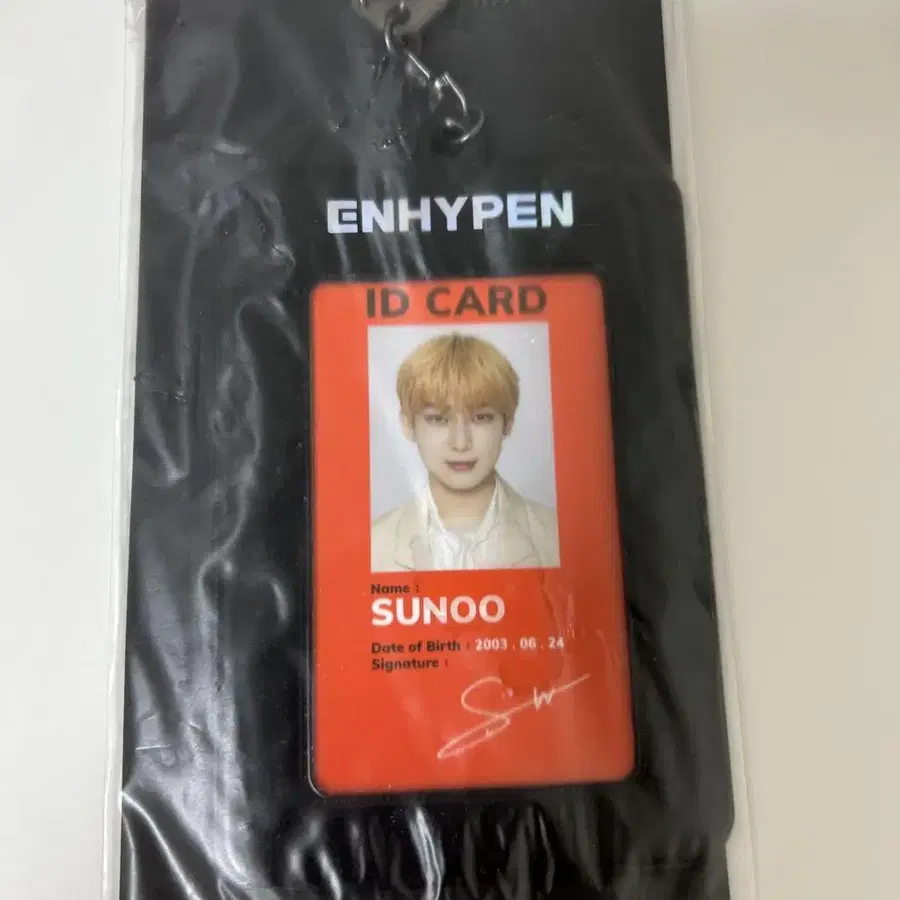 ENHYPEN
ID CARD
Name :
SUNOO
Date of Birth : 2003 . 06 . 24
Signature :